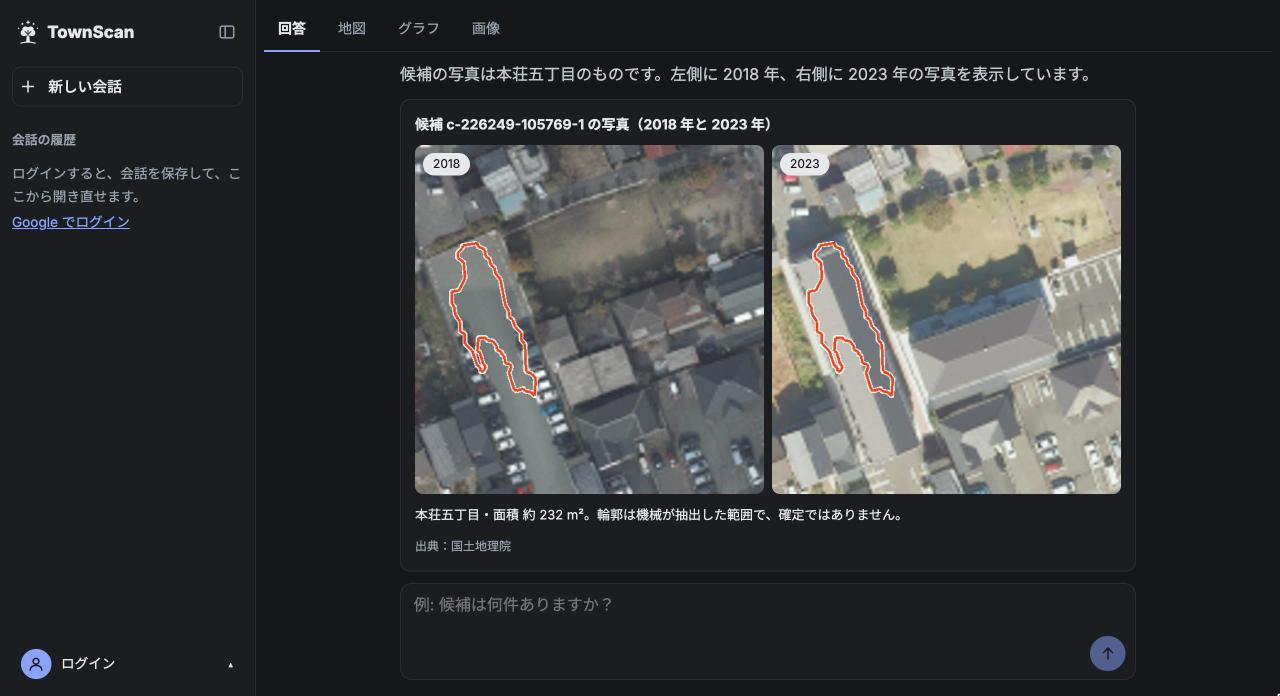 TownScan
新しい会話
会話の履歴
ログインすると、会話を保存して、こ
こから開き直せます。
Google でログイン
ログイン
回答
地図
グラフ
画像
候補の写真は本荘五丁目のものです。左側に 2018 年、右側に 2023 年の写真を表示しています。
候補 c-226249-105769-1 の写真（2018 年と 2023 年）
2018
2023
本荘五丁目・面積 約 232 m²。輪郭は機械が抽出した範囲で、確定ではありません。
出典：国土地理院
例: 候補は何件ありますか？